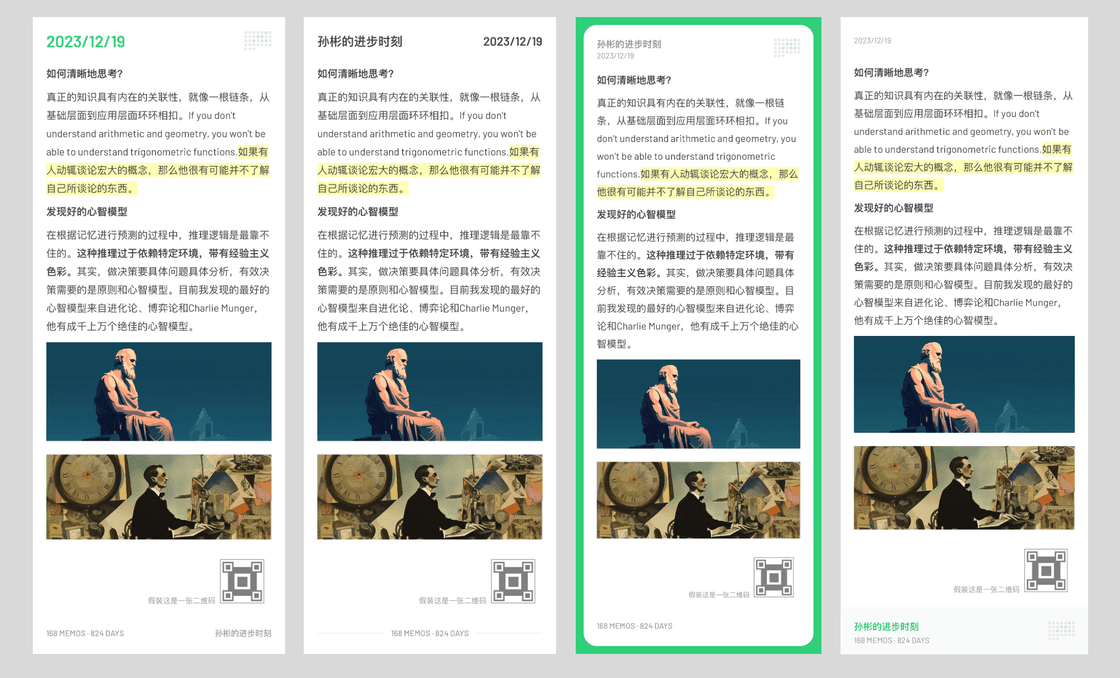 2023/12/19
如何清晰地思考?
真正的知识具有内在的关联性，就像一根链条，从
基础层面到应用层面环环相扣。If you don't
understand arithmetic and geometry, you won't be
able to understand trigonometric functions.如果有
人动辄谈论宏大的概念，那么他很有可能并不了解
自己所谈论的东西。
发现好的心智模型
在根据记忆进行预测的过程中，推理逻辑是最靠不
住的。这种推理过于依赖特定环境，带有经验主义
色彩。其实，做决策要具体问题具体分析，有效决
策需要的是原则和心智模型。目前我发现的最好的
心智模型来自进化论、博弈论和Charlie Munger，
他有成千上万个绝佳的心智模型。
假装这是一张二维码
168 MEMOS · 824 DAYS
孙彬的进步时刻
孙彬的进步时刻
2023/12/19
如何清晰地思考?
真正的知识具有内在的关联性，就像一根链条，从
基础层面到应用层面环环相扣。If you don't
understand arithmetic and geometry, you won't be
able to understand trigonometric functions.如果有
人动辄谈论宏大的概念，那么他很有可能并不了解
自己所谈论的东西。
发现好的心智模型
在根据记忆进行预测的过程中，推理逻辑是最靠不
住的。这种推理过于依赖特定环境，带有经验主义
色彩。其实，做决策要具体问题具体分析，有效决
策需要的是原则和心智模型。目前我发现的最好的
心智模型来自进化论、博弈论和Charlie Munger，
他有成千上万个绝佳的心智模型。
假装这是一张二维码
168 MEMOS · 824 DAYS
孙彬的进步时刻
2023/12/19
如何清晰地思考?
真正的知识具有内在的关联性，就像一根链
条，从基础层面到应用层面环环相扣。If you
don't understand arithmetic and geometry, you
won't be able to understand trigonometric
functions.如果有人动辄谈论宏大的概念，那么
他很有可能并不了解自己所谈论的东西。
发现好的心智模型
在根据记忆进行预测的过程中，推理逻辑是最
靠不住的。这种推理过于依赖特定环境，带有
经验主义色彩。其实，做决策要具体问题具体
分析，有效决策需要的是原则和心智模型。目
前我发现的最好的心智模型来自进化论、博弈
论和Charlie Munger，他有成千上万个绝佳的心
智模型。
假装这是一张二维码
168 MEMOS · 824 DAYS
2023/12/19
如何清晰地思考?
真正的知识具有内在的关联性，就像一根链条，从
基础层面到应用层面环环相扣。If you don't
understand arithmetic and geometry, you won't be
able to understand trigonometric functions.如果有
人动辄谈论宏大的概念，那么他很有可能并不了解
自己所谈论的东西。
发现好的心智模型
在根据记忆进行预测的过程中，推理逻辑是最靠不
住的。这种推理过于依赖特定环境，带有经验主义
色彩。其实，做决策要具体问题具体分析，有效决
策需要的是原则和心智模型。目前我发现的最好的
心智模型来自进化论、博弈论和Charlie Munger，
他有成千上万个绝佳的心智模型。
假装这是一张二维码
孙彬的进步时刻
168 MEMOS · 824 DAYS